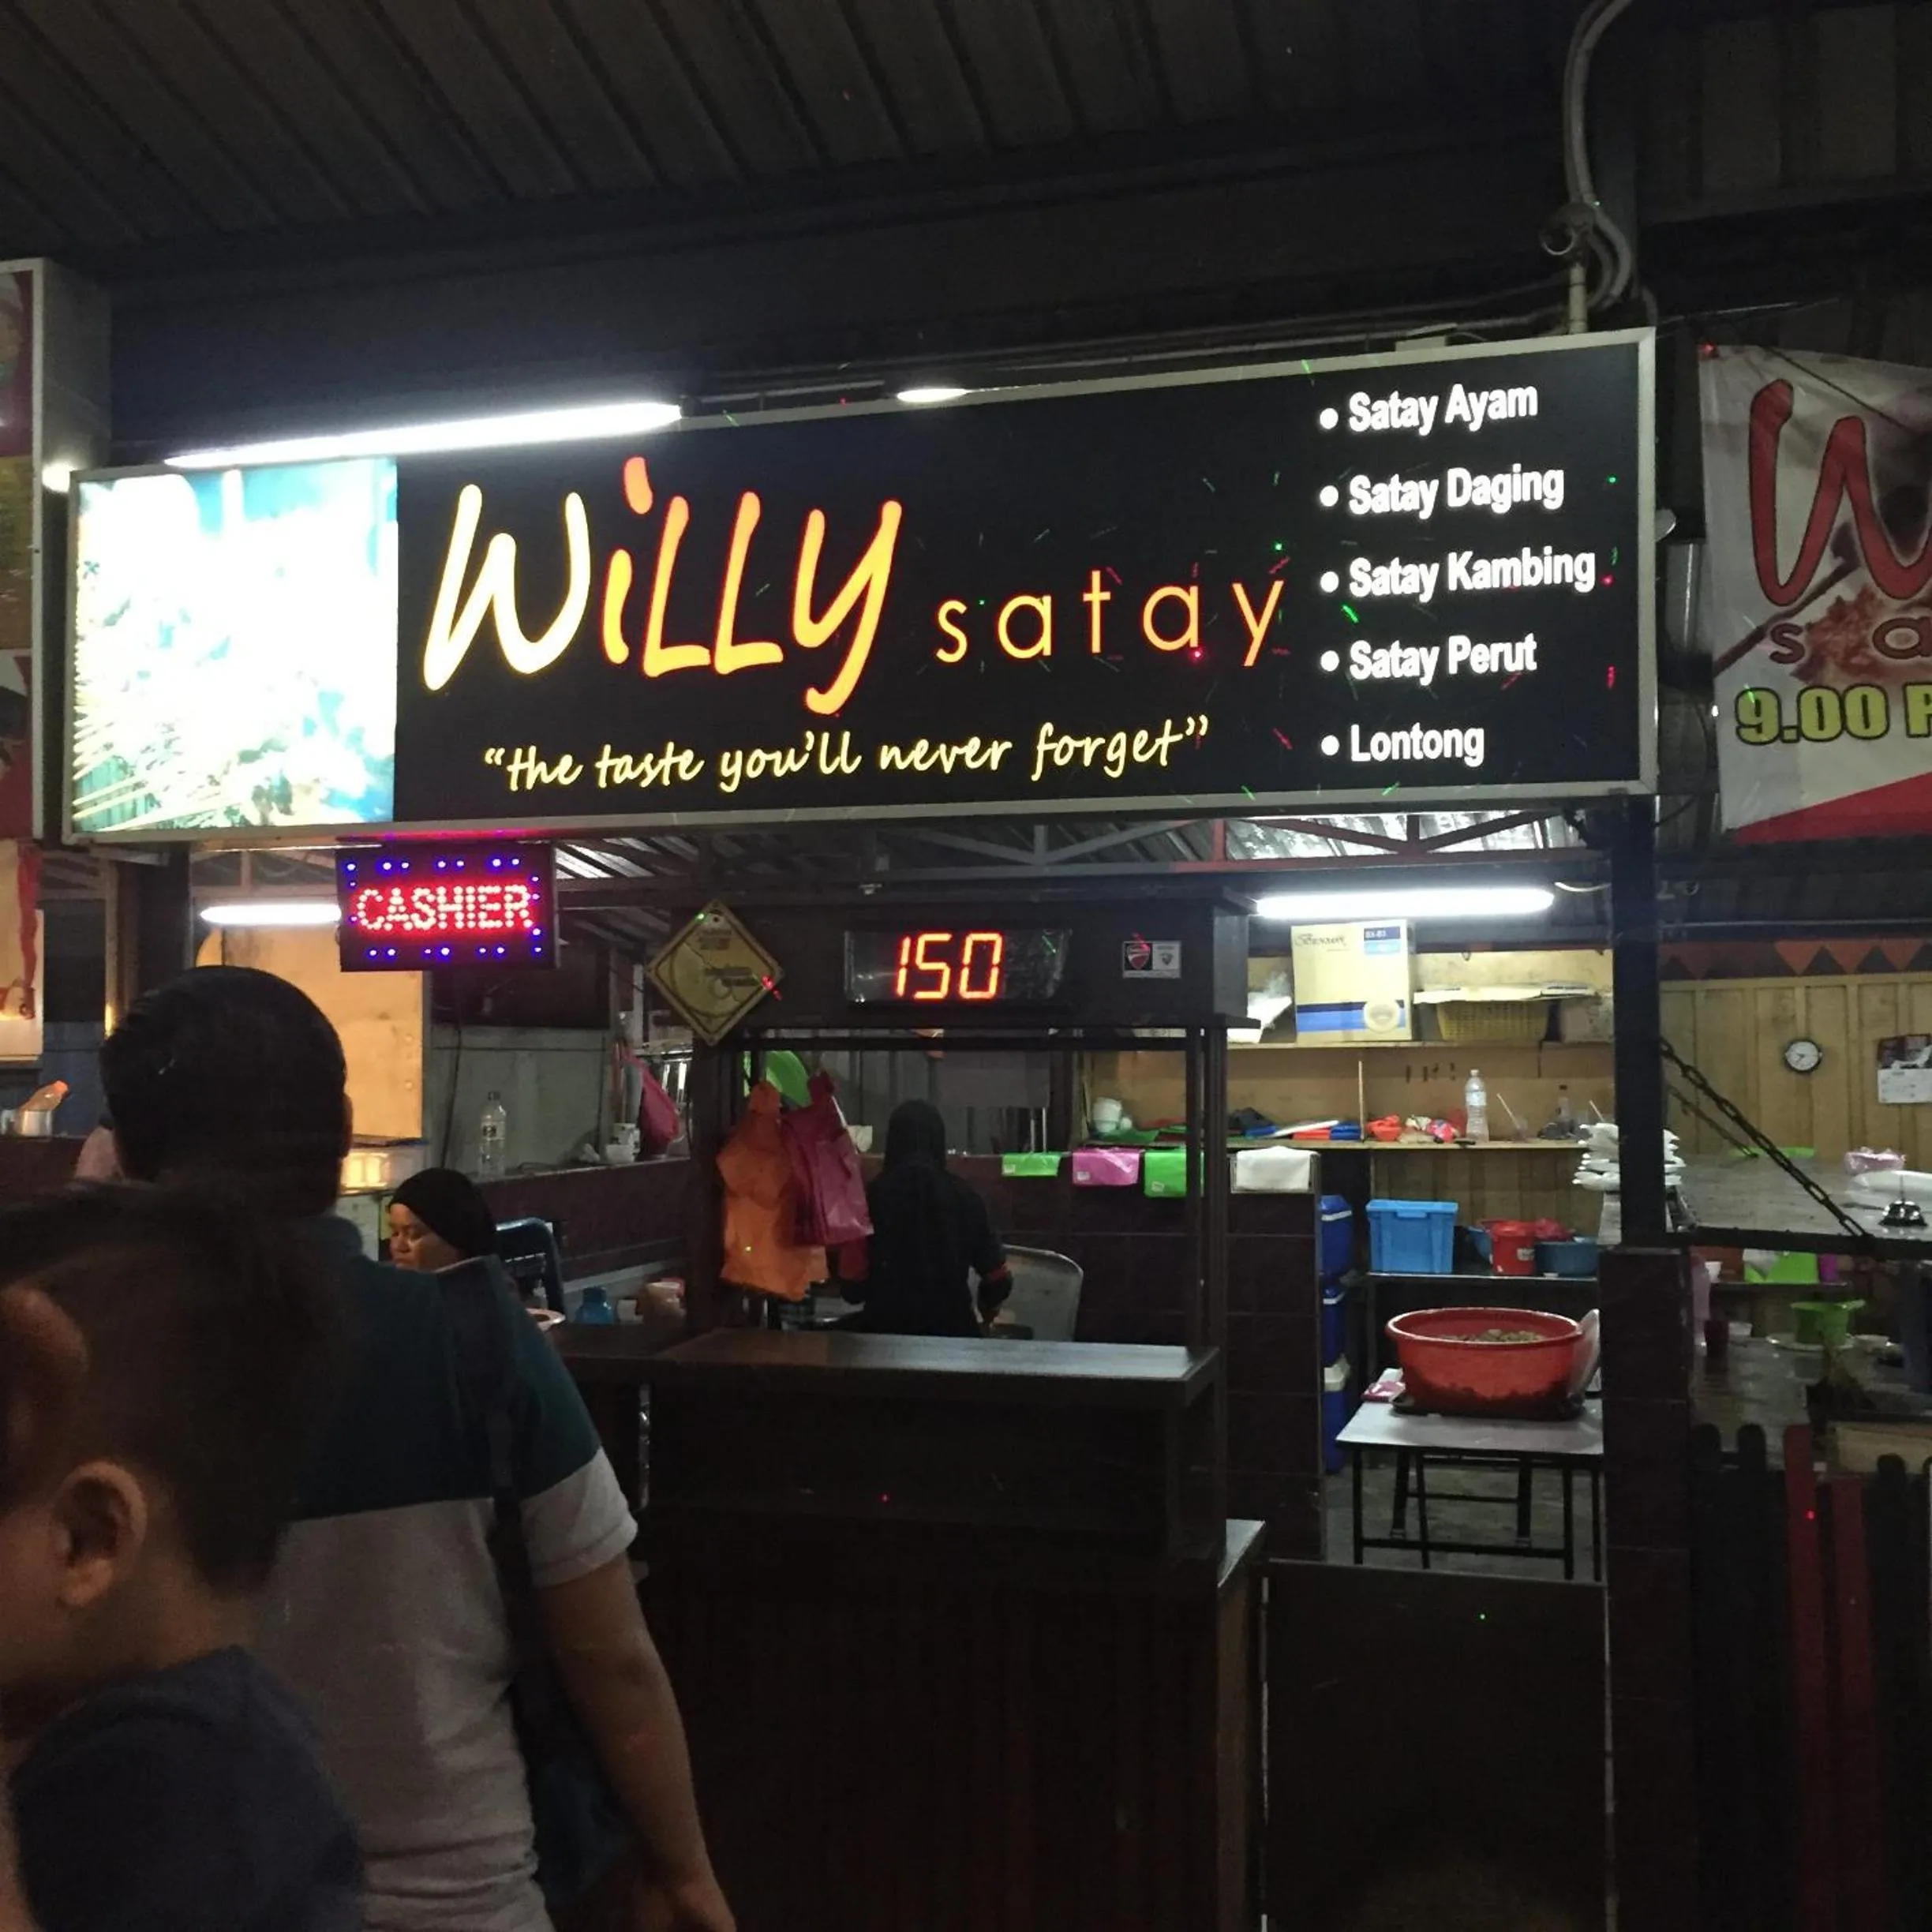 WiLLy satay
"the taste you'll never forget"
• Satay Ayam
• Satay Daging
• Satay Kambing
• Satay Perut
• Lontong
9.00
CASHIER
150